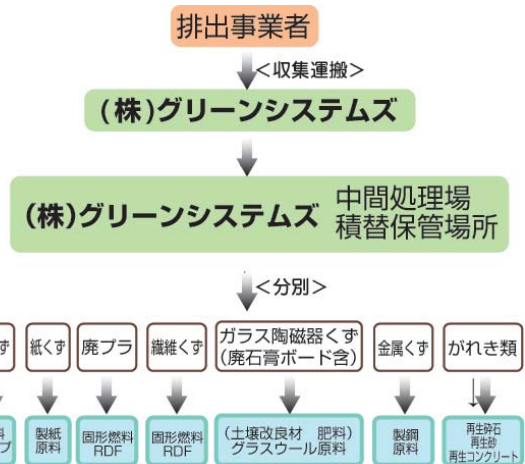 排出事業者
<収集運搬>
(株)グリーンシステムズ
(株)グリーンシステムズ
中間処理場
積替保管場所
<分別>
ず
紙くず
廃プラ
繊維くず
ガラス陶磁器くず
(廃石膏ボード含)
金属くず
がれき類
料
プ
製紙
原料
固形燃料
RDF
固形燃料
RDF
(土壌改良材 肥料)
グラスウール原料
製鋼
原料
再生砕石
再生砂
再生コンクリート